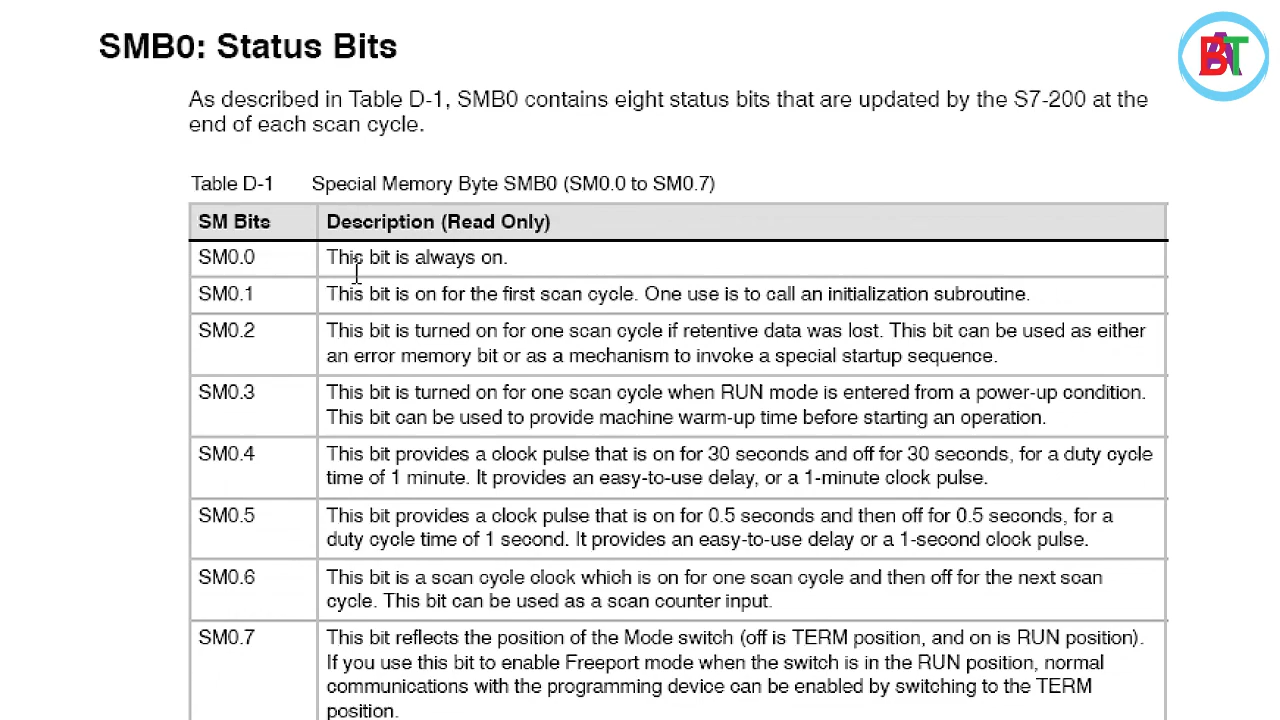 SMB0: Status Bits
BAT
As described in Table D-1, SMB0 contains eight status bits that are updated by the S7-200 at the
end of each scan cycle.
Table D-1 Special Memory Byte SMB0 (SM0.0 to SM0.7)
SM Bits Description (Read Only)
SM0.0 This bit is always on.
SM0.1 This bit is on for the first scan cycle. One use is to call an initialization subroutine.
SM0.2 This bit is turned on for one scan cycle if retentive data was lost. This bit can be used as either
an error memory bit or as a mechanism to invoke a special startup sequence.
SM0.3 This bit is turned on for one scan cycle when RUN mode is entered from a power-up condition.
This bit can be used to provide machine warm-up time before starting an operation.
SM0.4 This bit provides a clock pulse that is on for 30 seconds and off for 30 seconds, for a duty cycle
time of 1 minute. It provides an easy-to-use delay, or a 1-minute clock pulse.
SM0.5 This bit provides a clock pulse that is on for 0.5 seconds and then off for 0.5 seconds, for a
duty cycle time of 1 second. It provides an easy-to-use delay or a 1-second clock pulse.
SM0.6 This bit is a scan cycle clock which is on for one scan cycle and then off for the next scan
cycle. This bit can be used as a scan counter input.
SM0.7 This bit reflects the position of the Mode switch (off is TERM position, and on is RUN position).
If you use this bit to enable Freeport mode when the switch is in the RUN position, normal
communications with the programming device can be enabled by switching to the TERM
position.